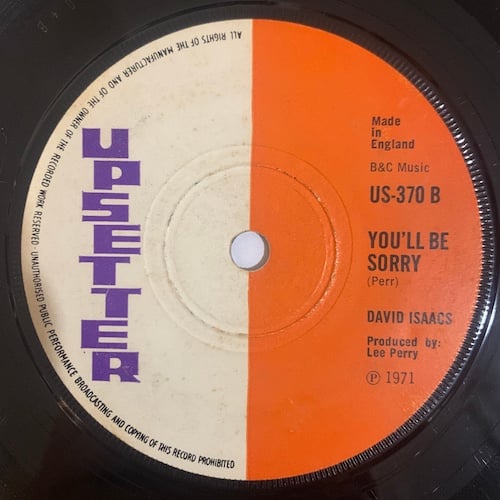 ALL RIGHTS OF THE MANUFACTURER AND OF THE OWNER OF THE RECORDED WORK RESERVED - UNAUTHORISED PUBLIC PERFORMANCE BROADCASTING AND COPYING OF THIS RECORD PROHIBITED
UPSETTER
Made
in
England
B&C Music
US-370 B
YOU'LL BE
SORRY
(Perr)
DAVID ISAACS
Produced by:
Lee Perry
Ⓟ 1971